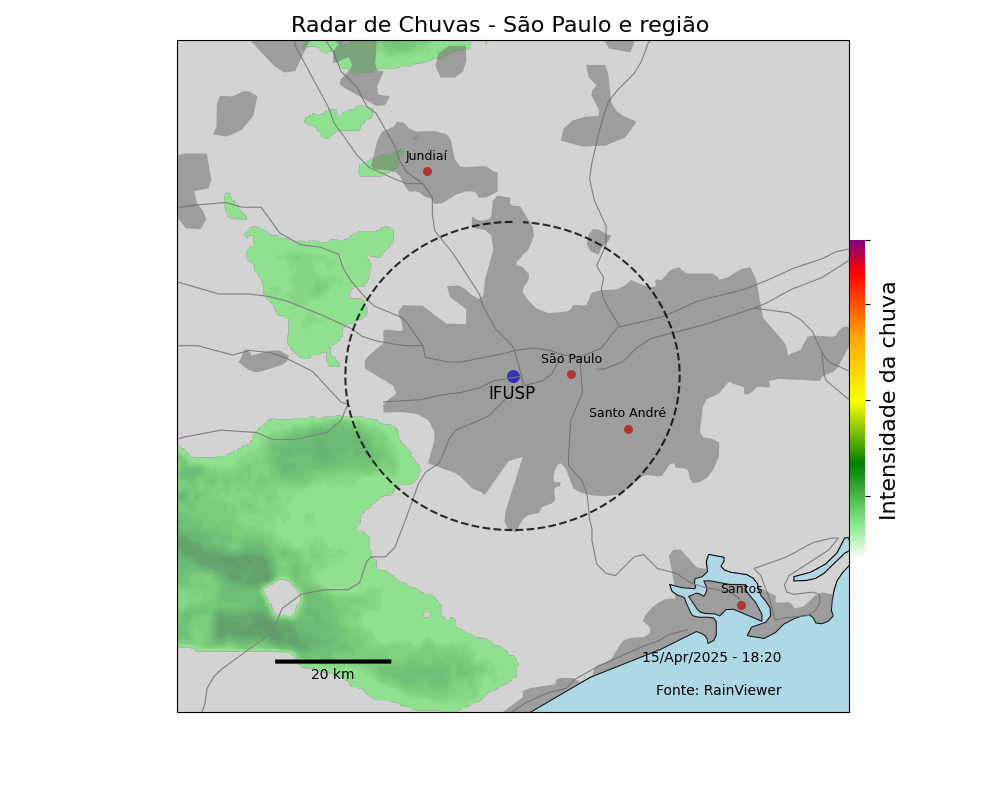 Radar de Chuvas - São Paulo e região
Jundiaí
São Paulo
IFUSP
Santo André
Intensidade da chuva
Santos
15/Apr/2025 - 18:20
20 km
Fonte: RainViewer